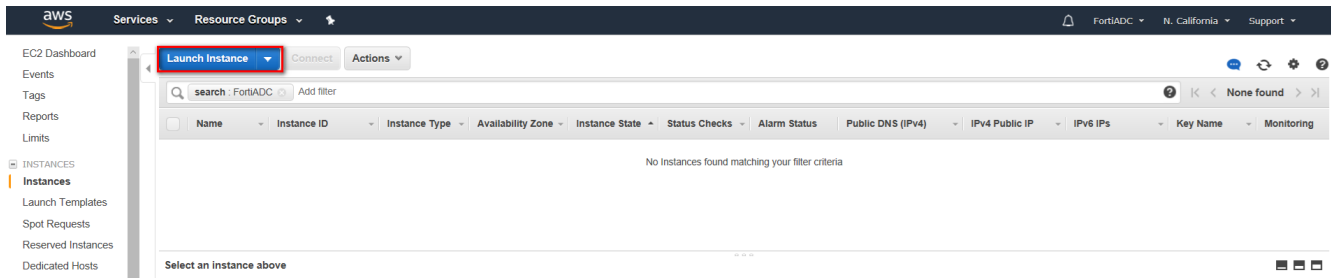 aws Services Resource Groups FortiADC N. California Support
EC2 Dashboard
Events
Tags
Reports
Limits
INSTANCES
Instances
Launch Templates
Spot Requests
Reserved Instances
Dedicated Hosts
Launch Instance Connect Actions
search : FortiADC Add filter None found
Name Instance ID Instance Type Availability Zone Instance State Status Checks Alarm Status Public DNS (IPv4) IPv4 Public IP IPv6 IPs Key Name Monitoring
No Instances found matching your filter criteria
Select an instance above